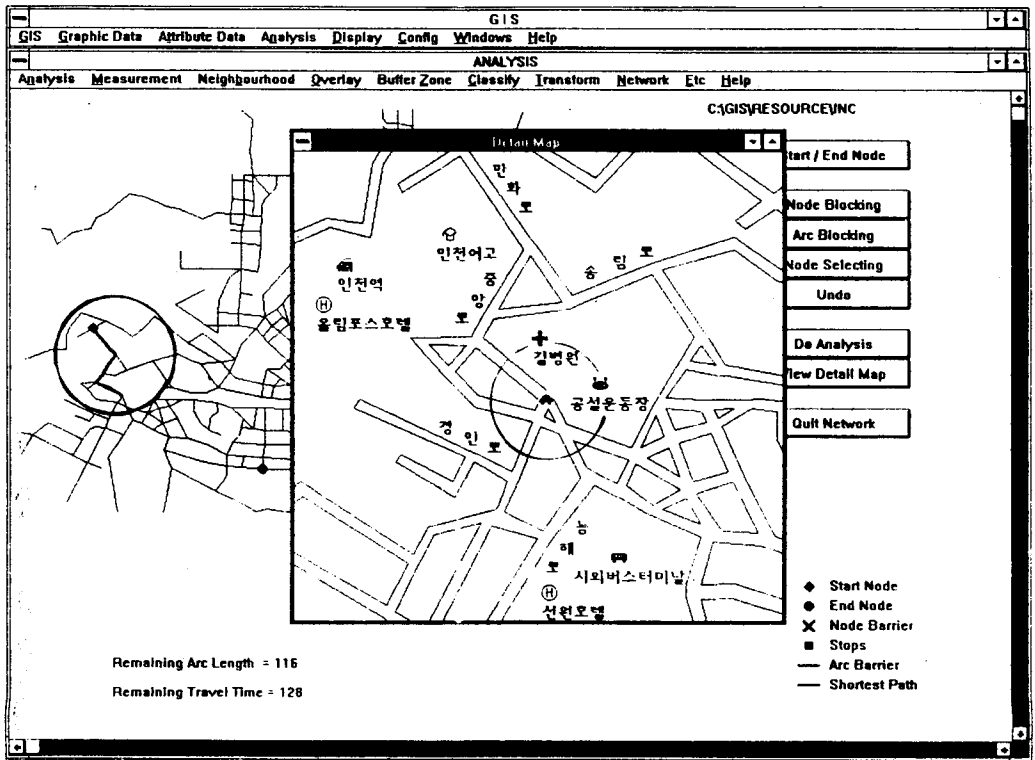 GIS
GIS Graphic Data Attribute Data Analysis Display Config Windows Help
ANALYSIS
Analysis Measurement Neighbourhood Overlay Buffer Zone Classify Transform Network Etc Help
C:\GIS\RESOURCE\INC
Detail Map
tart / End Node
Node Blocking
Arc Blocking
Node Selecting
Undo
Do Analysis
View Detail Map
Quit Network
만화로
인천여고
인천역
중앙로
송림로
H
올림포스호텔
길병원
공설운동장
경인로
시외버스터미널
H
선원호텔
Start Node
End Node
Node Barrier
Stops
Arc Barrier
Shortest Path
Remaining Arc Length = 116
Remaining Travel Time = 128